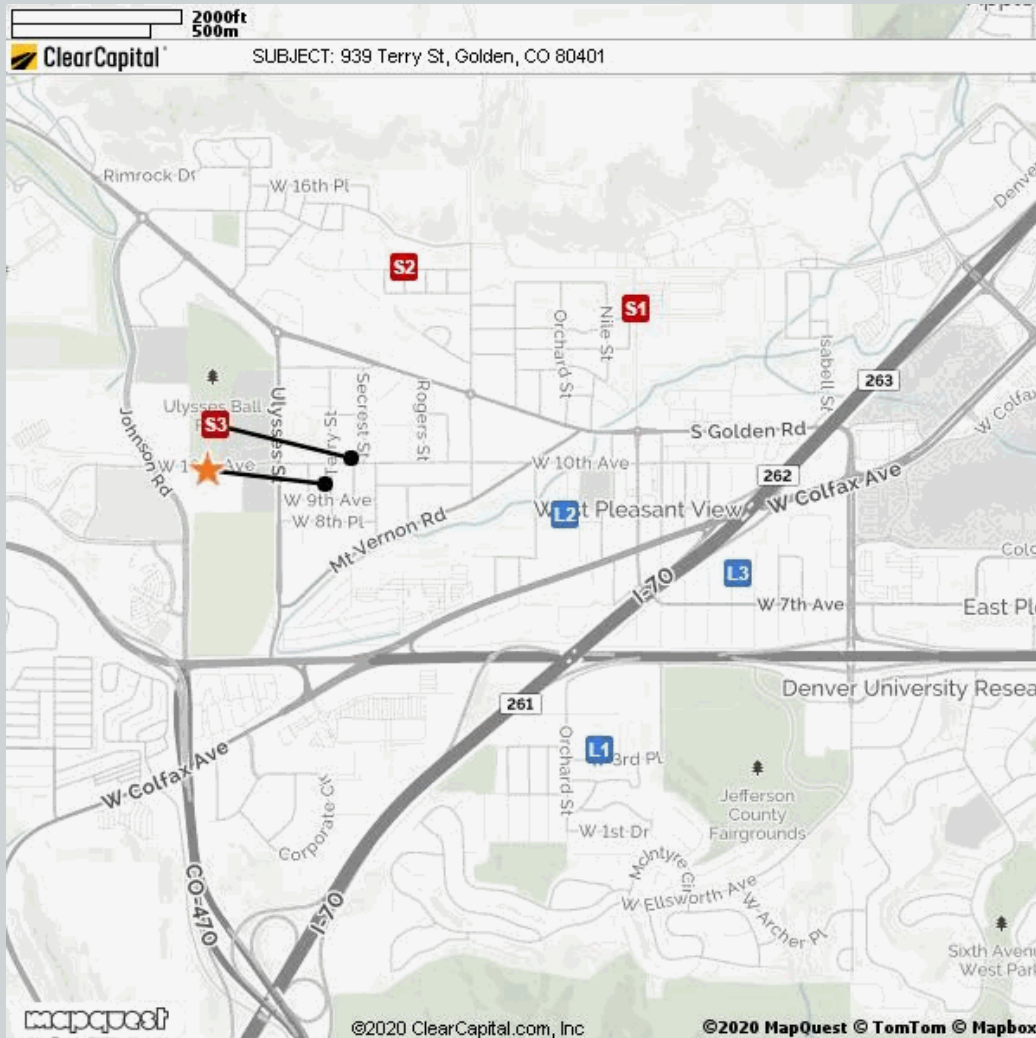 2000ft
500m
ClearCapital
SUBJECT: 939 Terry St, Golden, CO 80401
Rimrock Dr
W 16th Pl
Denver
S2
S1
Nile St
Orchard St
Isabell St
263
W Colfax
Ulysses Ball
S3
Johnson Rd
Ulysses St
Terry St
Secrest St
Rogers St
S Golden Rd
W 10th Ave
262
W Colfax Ave
W 9th Ave
W 8th Pl
L2
West Pleasant View
Mt Vernon Rd
L3
I-70
W 7th Ave
East Ple
261
Denver University Resea
L1
3rd Pl
Orchard St
W Colfax Ave
Jefferson
County
Fairgrounds
W 1st Dr
Corporate Cir
McIntyre Cir
W Ellsworth Ave
W Archer Pl
CO-470
I-70
Sixth Avenu
West Park
mapquest
©2020 ClearCapital.com, Inc
©2020 MapQuest © TomTom © Mapbox